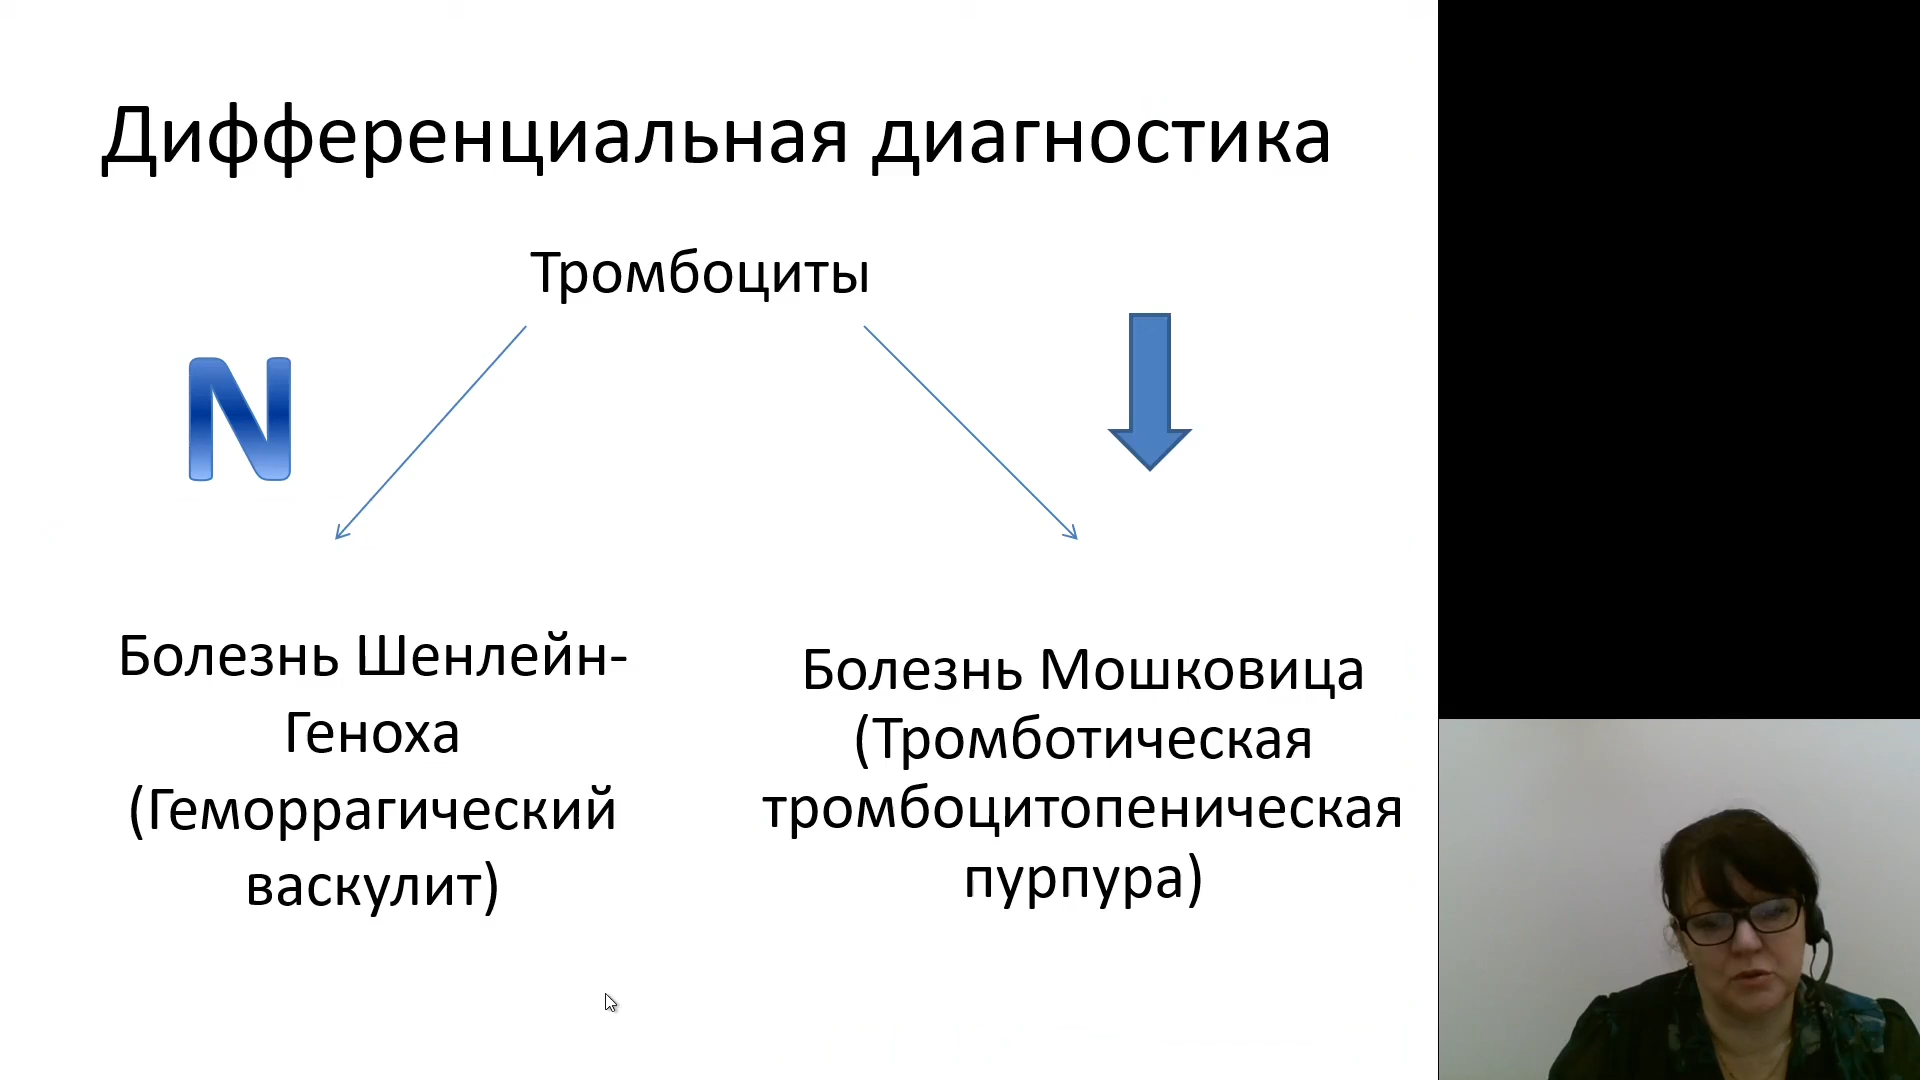 Дифференциальная диагностика
Тромбоциты
N
Болезнь Шенлейн-
Геноха
(Геморрагический
васкулит)
Болезнь Мошковица
(Тромботическая
тромбоцитопеническая
пурпура)